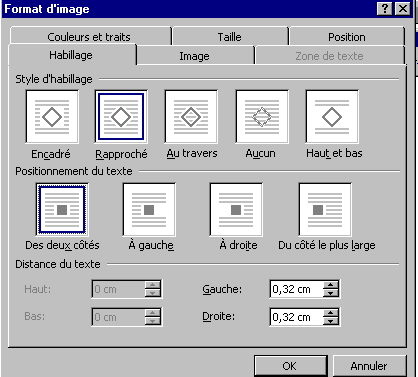 Format d'image
Couleurs et traits Taille Position
Habillage Image Zone de texte
Style d'habillage
Encadré Rapproché Au travers Aucun Haut et bas
Positionnement du texte
Des deux côtés À gauche À droite Du côté le plus large
Distance du texte
Haut: 0 cm Gauche: 0,32 cm
Bas: 0 cm Droite: 0,32 cm
OK Annuler